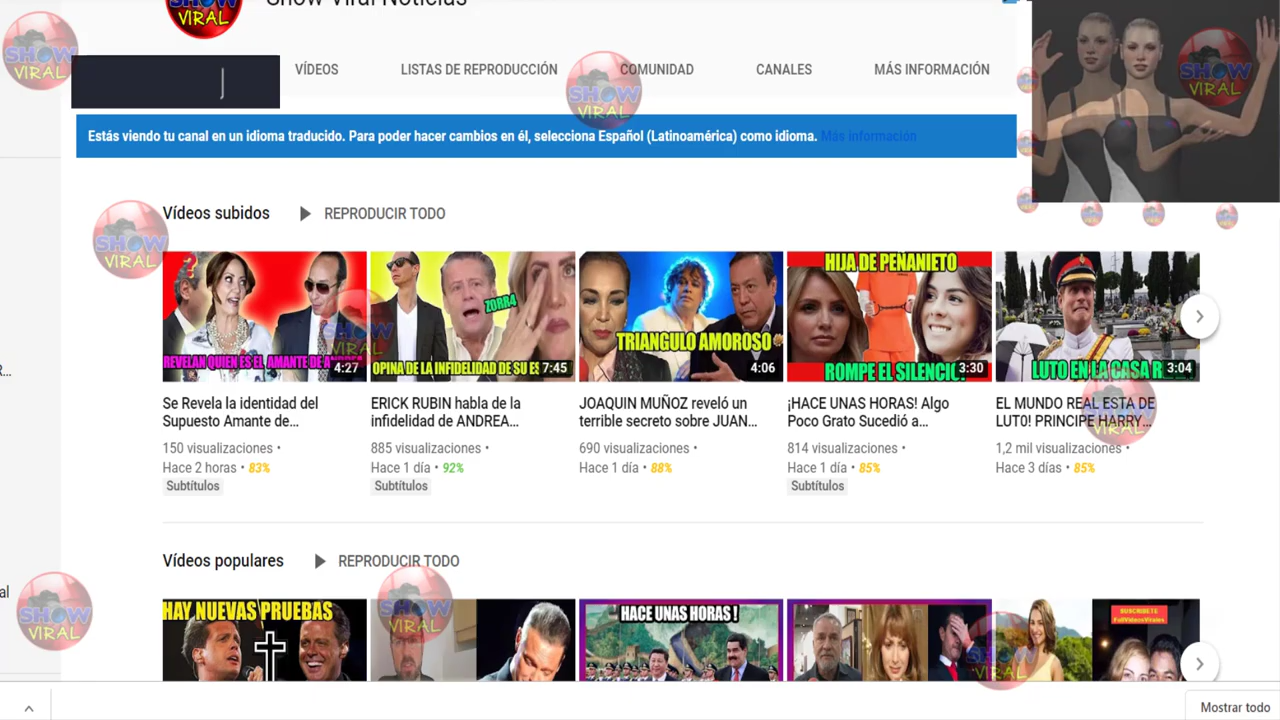 Show Viral Noticias
SHOW
VIRAL
VÍDEOS
LISTAS DE REPRODUCCIÓN
COMUNIDAD
CANALES
MÁS INFORMACIÓN
Estás viendo tu canal en un idioma traducido. Para poder hacer cambios en él, selecciona Español (Latinoamérica) como idioma. Más información
Vídeos subidos
REPRODUCIR TODO
REVELAN QUIEN ES EL AMANTE DE ANDREA
4:27
ZORR4
OPINA DE LA INFIDELIDAD DE SU ES
7:45
TRIANGULO AMOROSO
4:06
HIJA DE PEÑANIETO
ROMPE EL SILENCIO
3:30
LUTO EN LA CASA R
3:04
Se Revela la identidad del
Supuesto Amante de...
150 visualizaciones •
Hace 2 horas • 83%
Subtítulos
ERICK RUBIN habla de la
infidelidad de ANDREA...
885 visualizaciones •
Hace 1 día • 92%
Subtítulos
JOAQUIN MUÑOZ reveló un
terrible secreto sobre JUAN...
690 visualizaciones •
Hace 1 día • 88%
¡HACE UNAS HORAS! Algo
Poco Grato Sucedió a...
814 visualizaciones •
Hace 1 día • 85%
Subtítulos
EL MUNDO REAL ESTA DE
LUT0! PRINCIPE HARRY...
1,2 mil visualizaciones •
Hace 3 días • 85%
Vídeos populares
REPRODUCIR TODO
HAY NUEVAS PRUEBAS
HACE UNAS HORAS !
SUSCRIBETE
FullVideosVirales
Mostrar todo